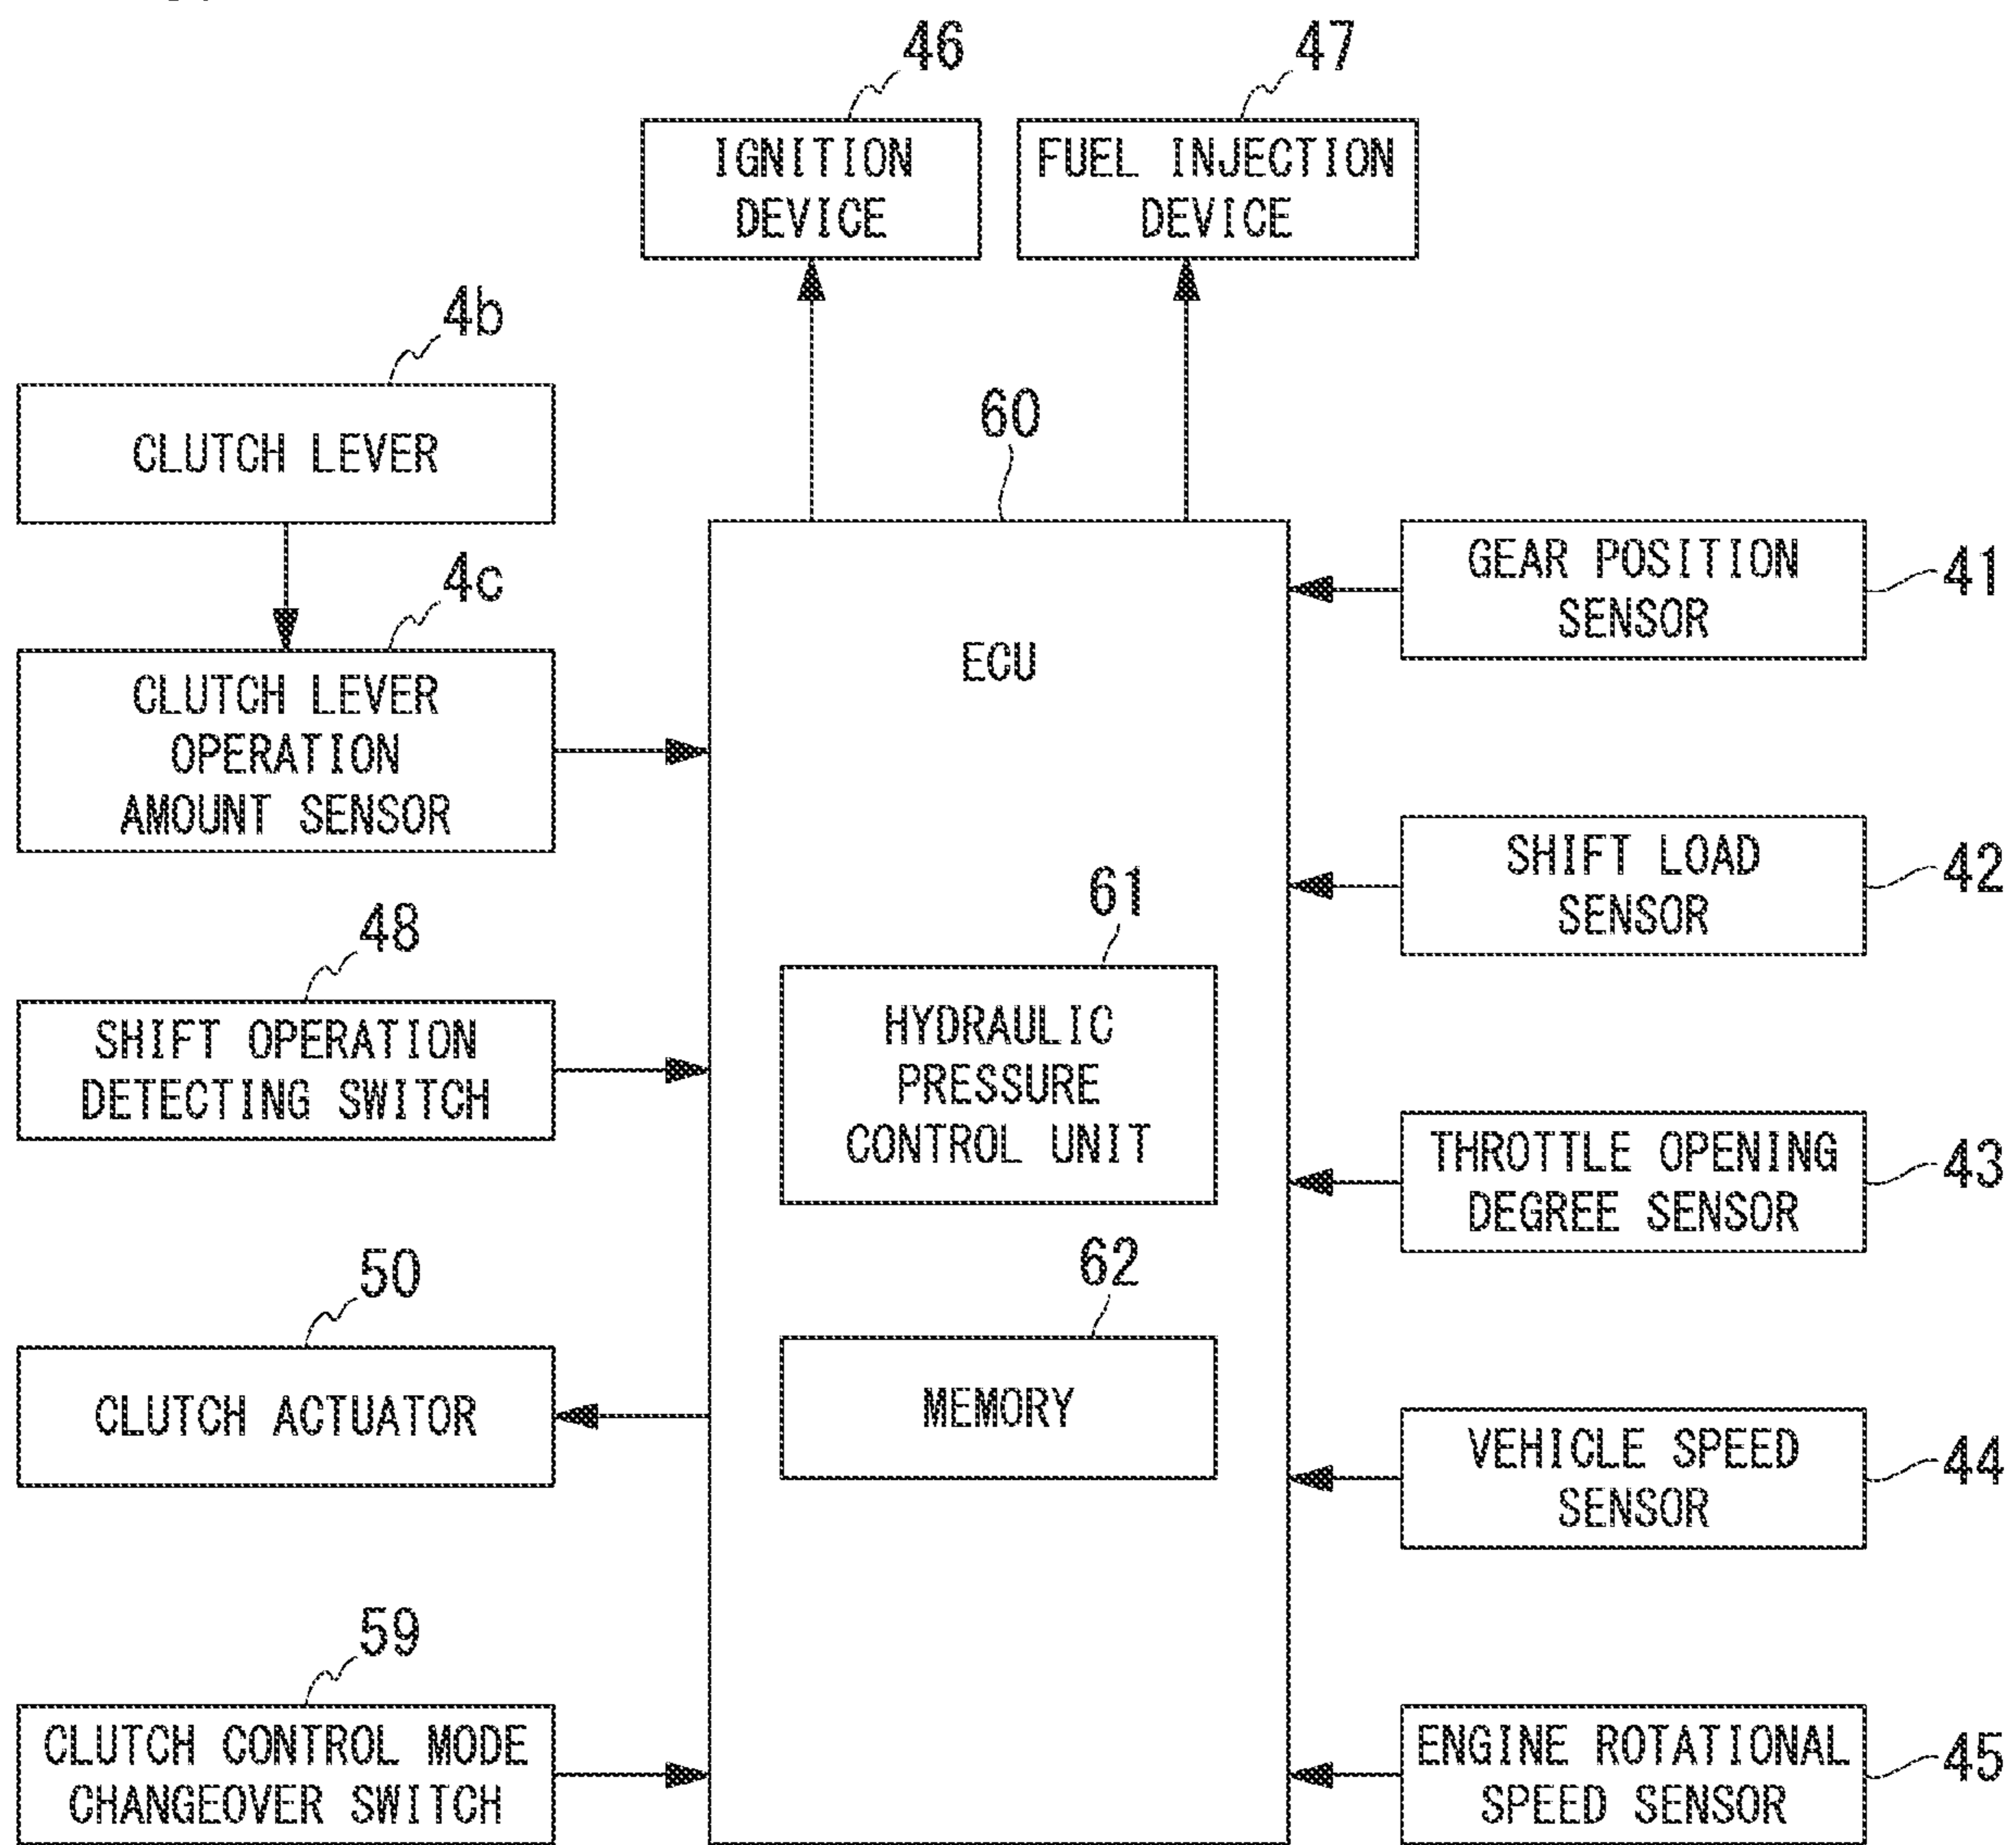 46
47
IGNITION
DEVICE
FUEL INJECTION
DEVICE
4b
CLUTCH LEVER
60
4c
CLUTCH LEVER
OPERATION
AMOUNT SENSOR
ECU
GEAR POSITION
SENSOR
41
SHIFT LOAD
SENSOR
42
48
SHIFT OPERATION
DETECTING SWITCH
61
HYDRAULIC
PRESSURE
CONTROL UNIT
THROTTLE OPENING
DEGREE SENSOR
43
50
CLUTCH ACTUATOR
62
MEMORY
VEHICLE SPEED
SENSOR
44
59
CLUTCH CONTROL MODE
CHANGEOVER SWITCH
ENGINE ROTATIONAL
SPEED SENSOR
45